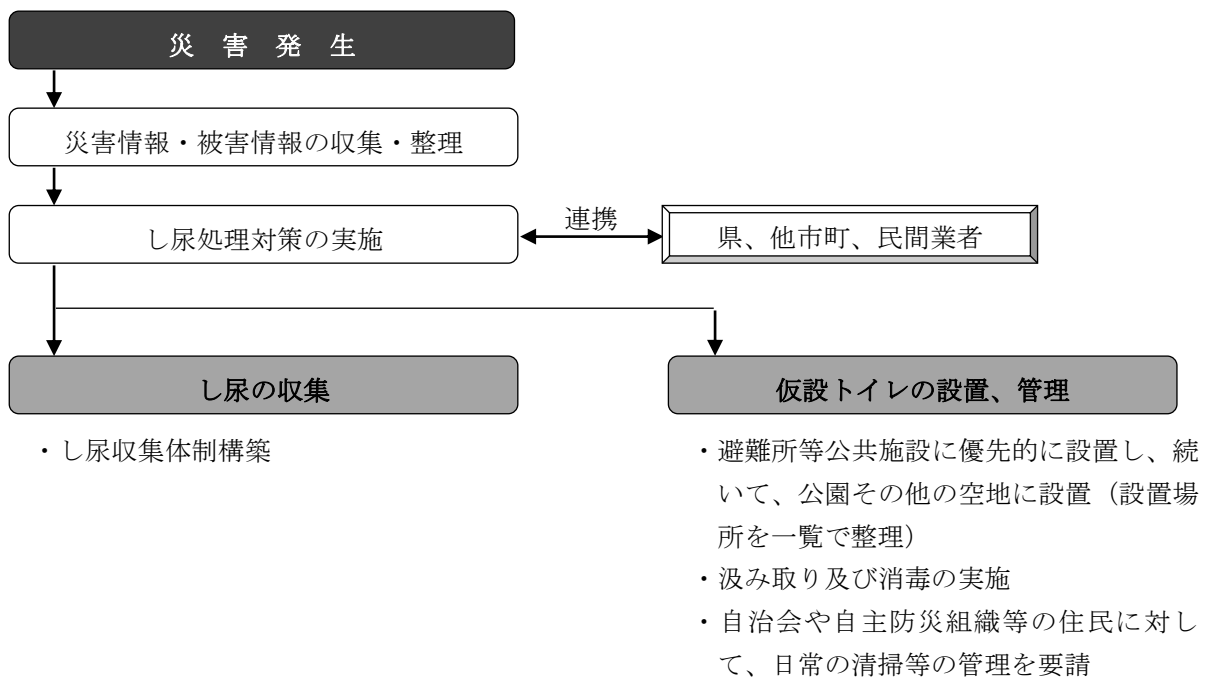 災 害 発 生
災害情報・被害情報の収集・整理
し尿処理対策の実施
連携
県、他市町、民間業者
し尿の収集
・し尿収集体制構築
仮設トイレの設置、管理
・避難所等公共施設に優先的に設置し、続
いて、公園その他の空地に設置（設置場
所を一覧で整理）
・汲み取り及び消毒の実施
・自治会や自主防災組織等の住民に対し
て、日常の清掃等の管理を要請